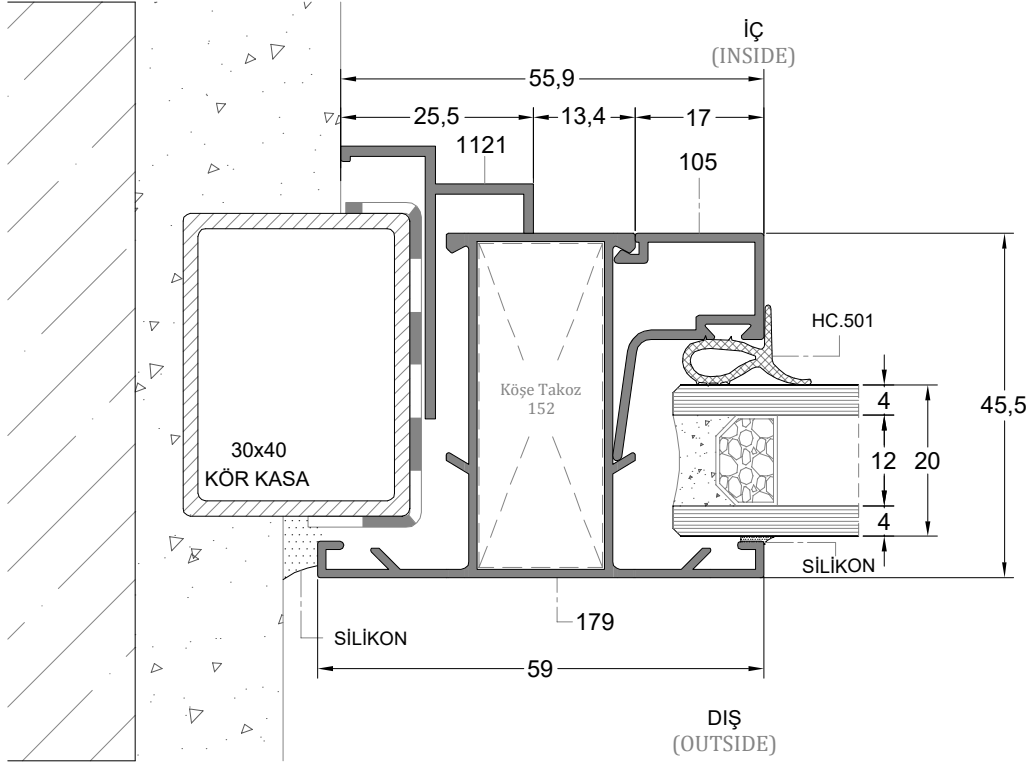 İÇ
(INSIDE)
55,9
25,5
13,4
17
1121
105
HC.501
Köşe Takoz
152
4
45,5
30x40
KÖR KASA
12
20
4
SİLİKON
179
SİLİKON
59
DIŞ
(OUTSIDE)